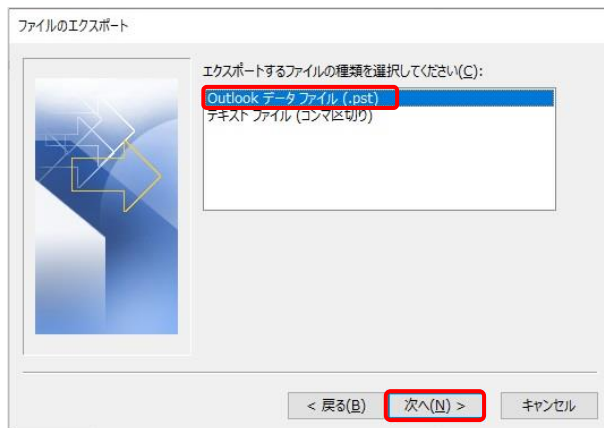 ファイルのエクスポート
エクスポートするファイルの種類を選択してください(C):
Outlook データ ファイル (.pst)
テキスト ファイル (コンマ区切り)
< 戻る(B)
次へ(N) >
キャンセル